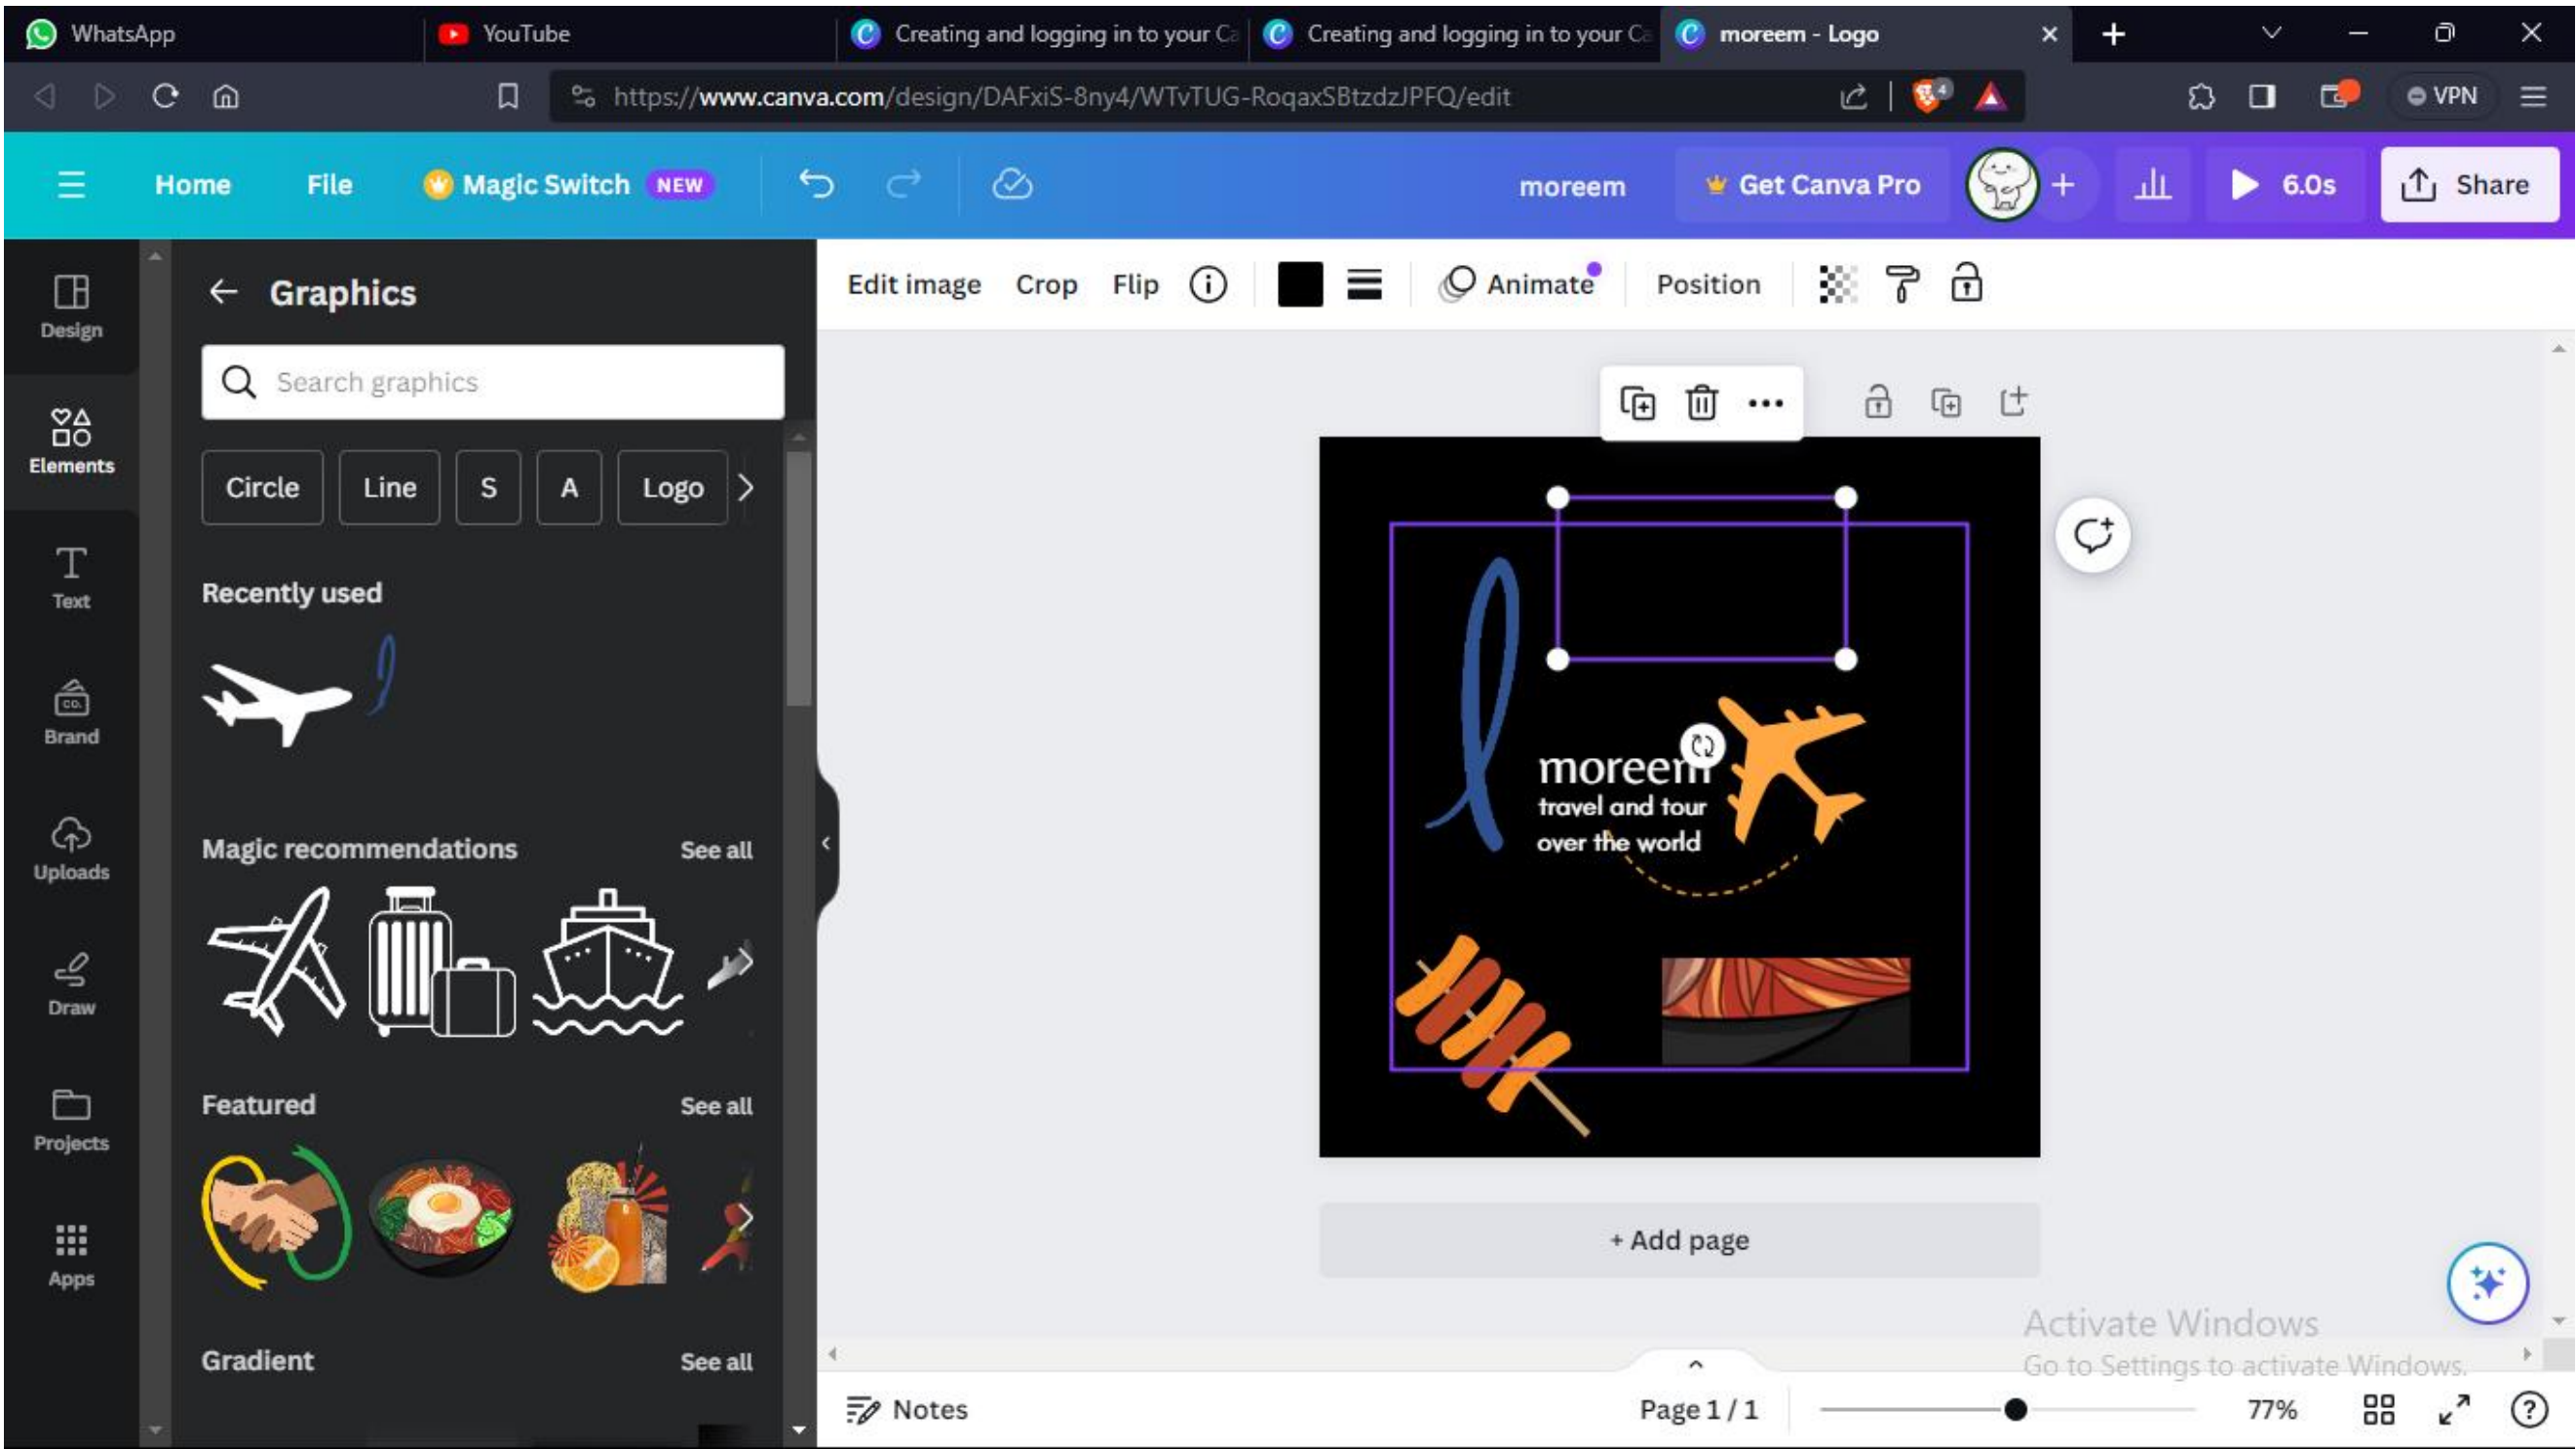 WhatsApp
YouTube
Creating and logging in to your Ca
Creating and logging in to your Ca
moreem - Logo
https://www.canva.com/design/DAFxiS-8ny4/WTvTUG-RoqaxSBtzdzJPFQ/edit
4
VPN
Home
File
Magic Switch
NEW
moreem
Get Canva Pro
6.0s
Share
Design
Elements
Text
CO.
Brand
Uploads
Draw
Projects
Apps
Graphics
Search graphics
Circle
Line
S
A
Logo
Recently used
Magic recommendations
See all
Featured
See all
Gradient
See all
Edit image
Crop
Flip
Animate
Position
moreem
travel and tour
over the world
+ Add page
Activate Windows
Go to Settings to activate Windows.
Notes
Page 1 / 1
77%